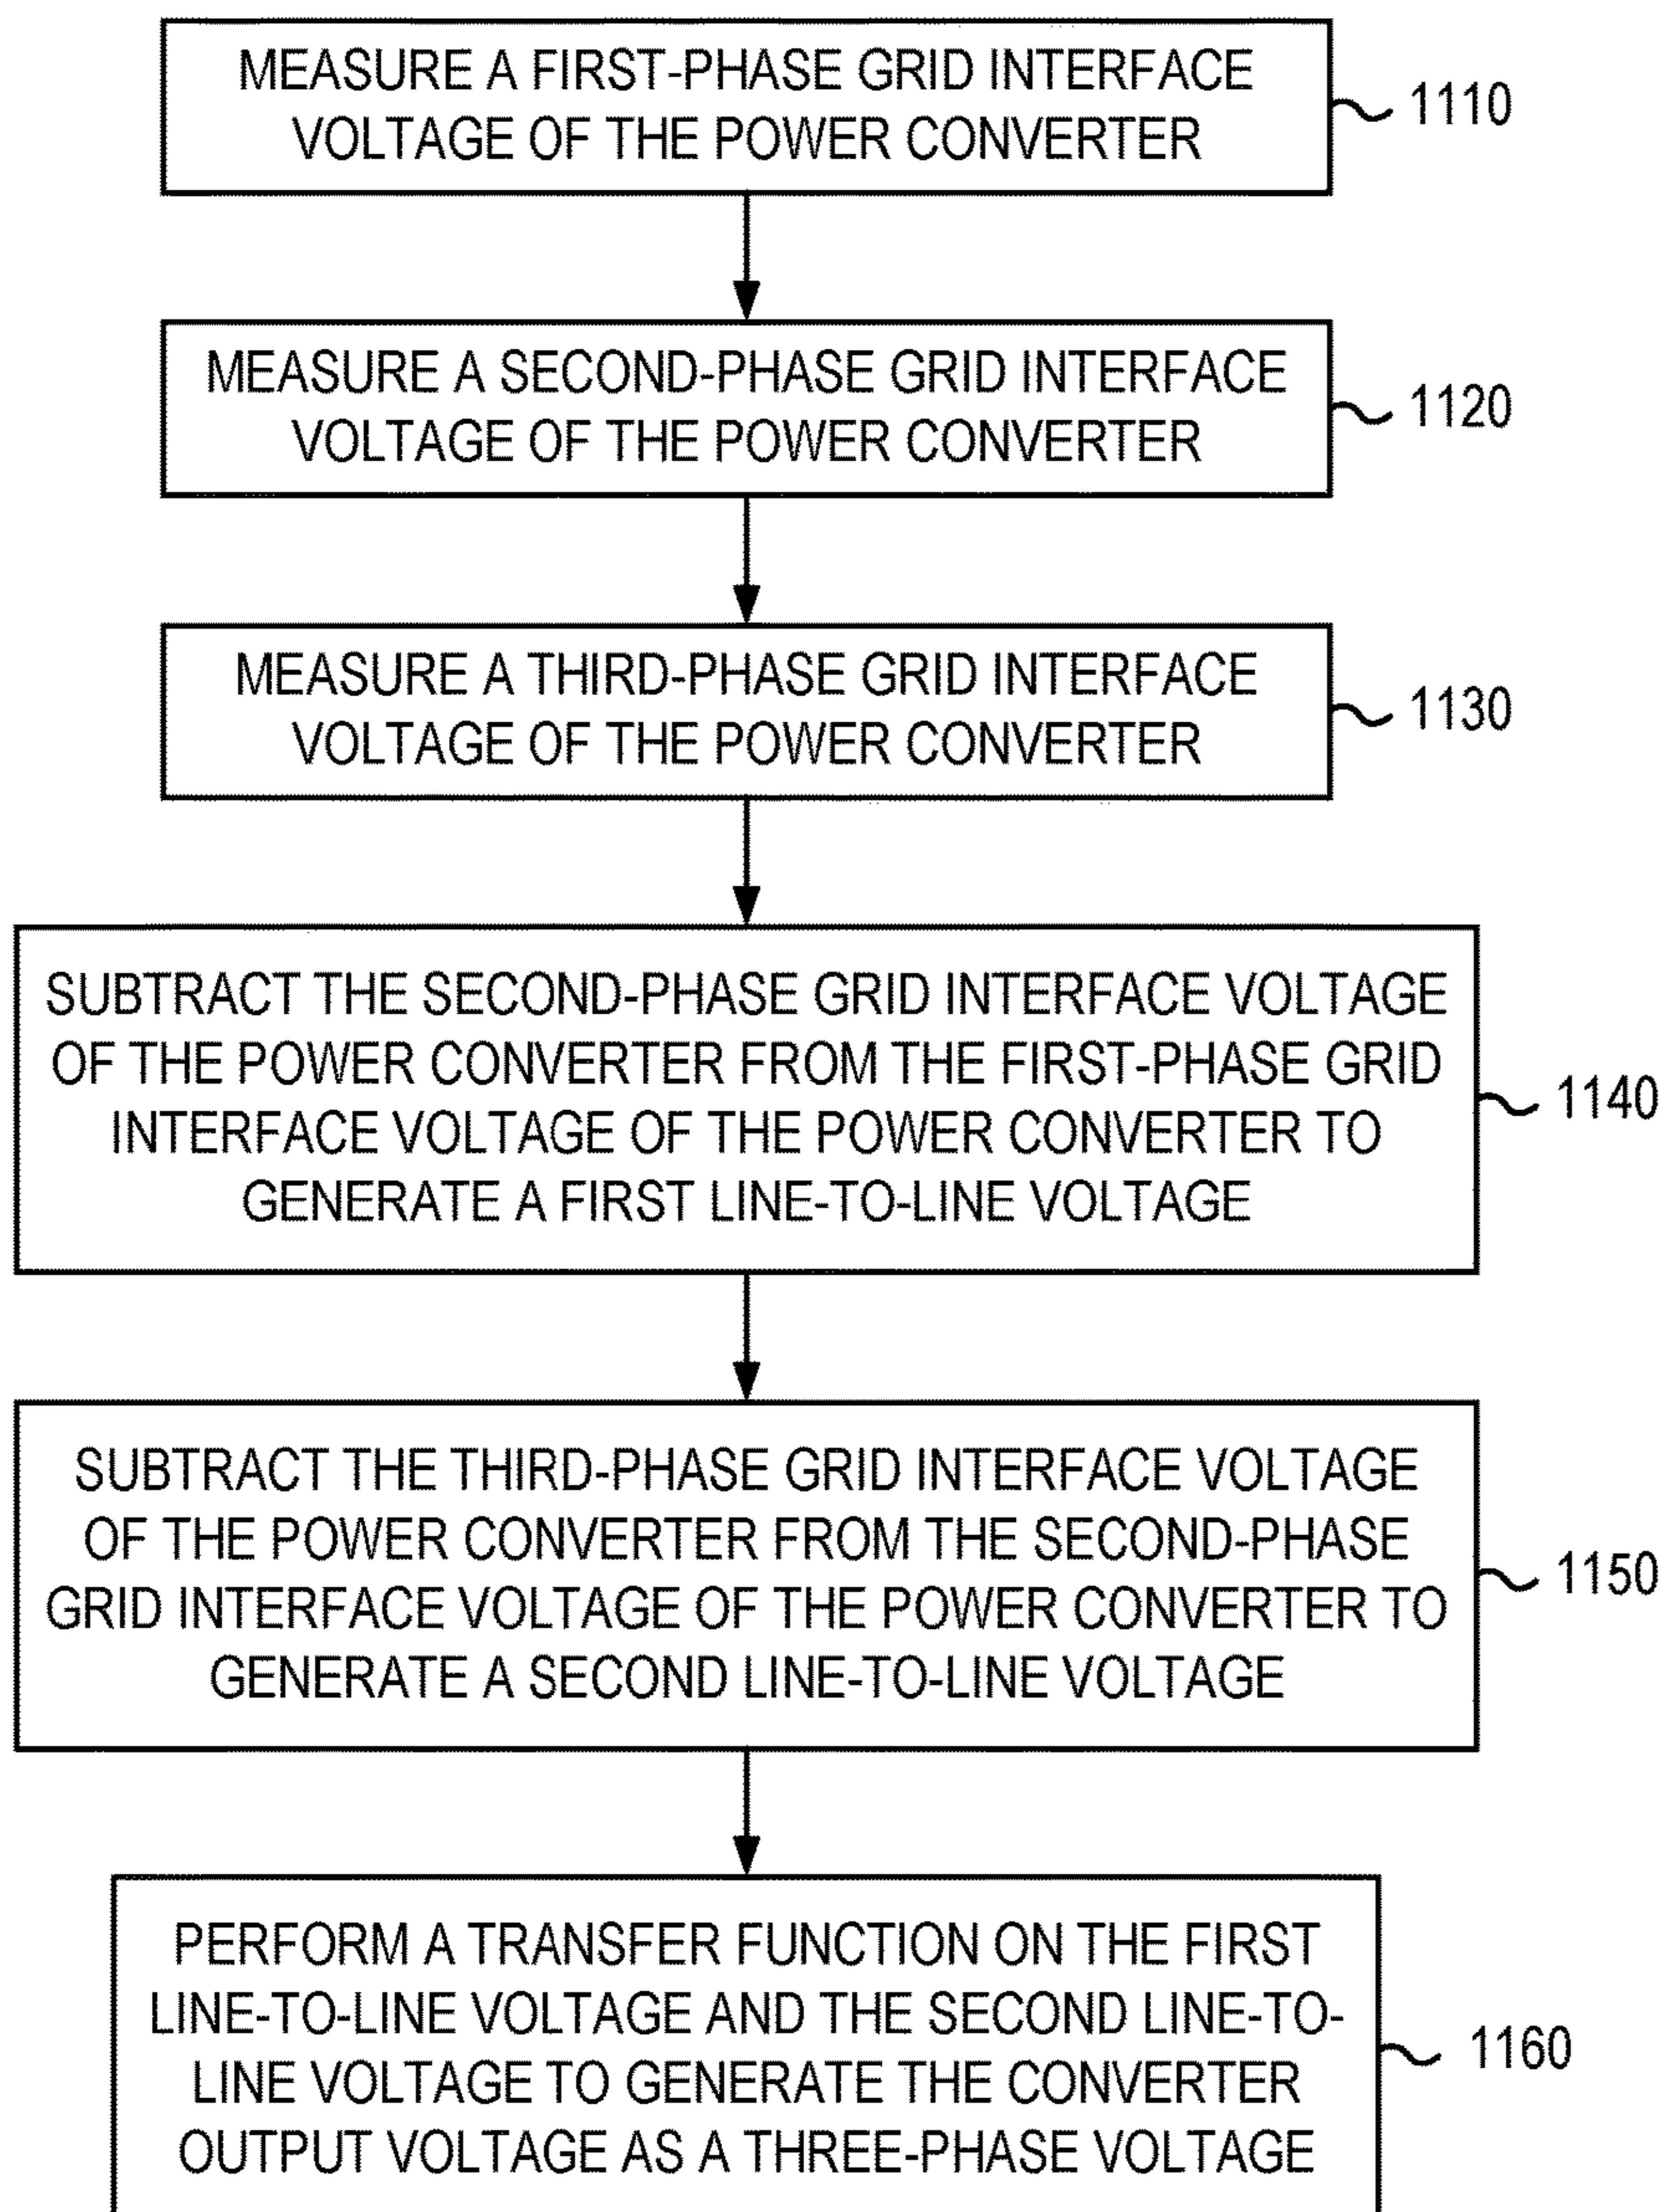 MEASURE A FIRST-PHASE GRID INTERFACE
VOLTAGE OF THE POWER CONVERTER
1110
MEASURE A SECOND-PHASE GRID INTERFACE
VOLTAGE OF THE POWER CONVERTER
1120
MEASURE A THIRD-PHASE GRID INTERFACE
VOLTAGE OF THE POWER CONVERTER
1130
SUBTRACT THE SECOND-PHASE GRID INTERFACE VOLTAGE
OF THE POWER CONVERTER FROM THE FIRST-PHASE GRID
INTERFACE VOLTAGE OF THE POWER CONVERTER TO
GENERATE A FIRST LINE-TO-LINE VOLTAGE
1140
SUBTRACT THE THIRD-PHASE GRID INTERFACE VOLTAGE
OF THE POWER CONVERTER FROM THE SECOND-PHASE
GRID INTERFACE VOLTAGE OF THE POWER CONVERTER TO
GENERATE A SECOND LINE-TO-LINE VOLTAGE
1150
PERFORM A TRANSFER FUNCTION ON THE FIRST
LINE-TO-LINE VOLTAGE AND THE SECOND LINE-TO-
LINE VOLTAGE TO GENERATE THE CONVERTER
OUTPUT VOLTAGE AS A THREE-PHASE VOLTAGE
1160